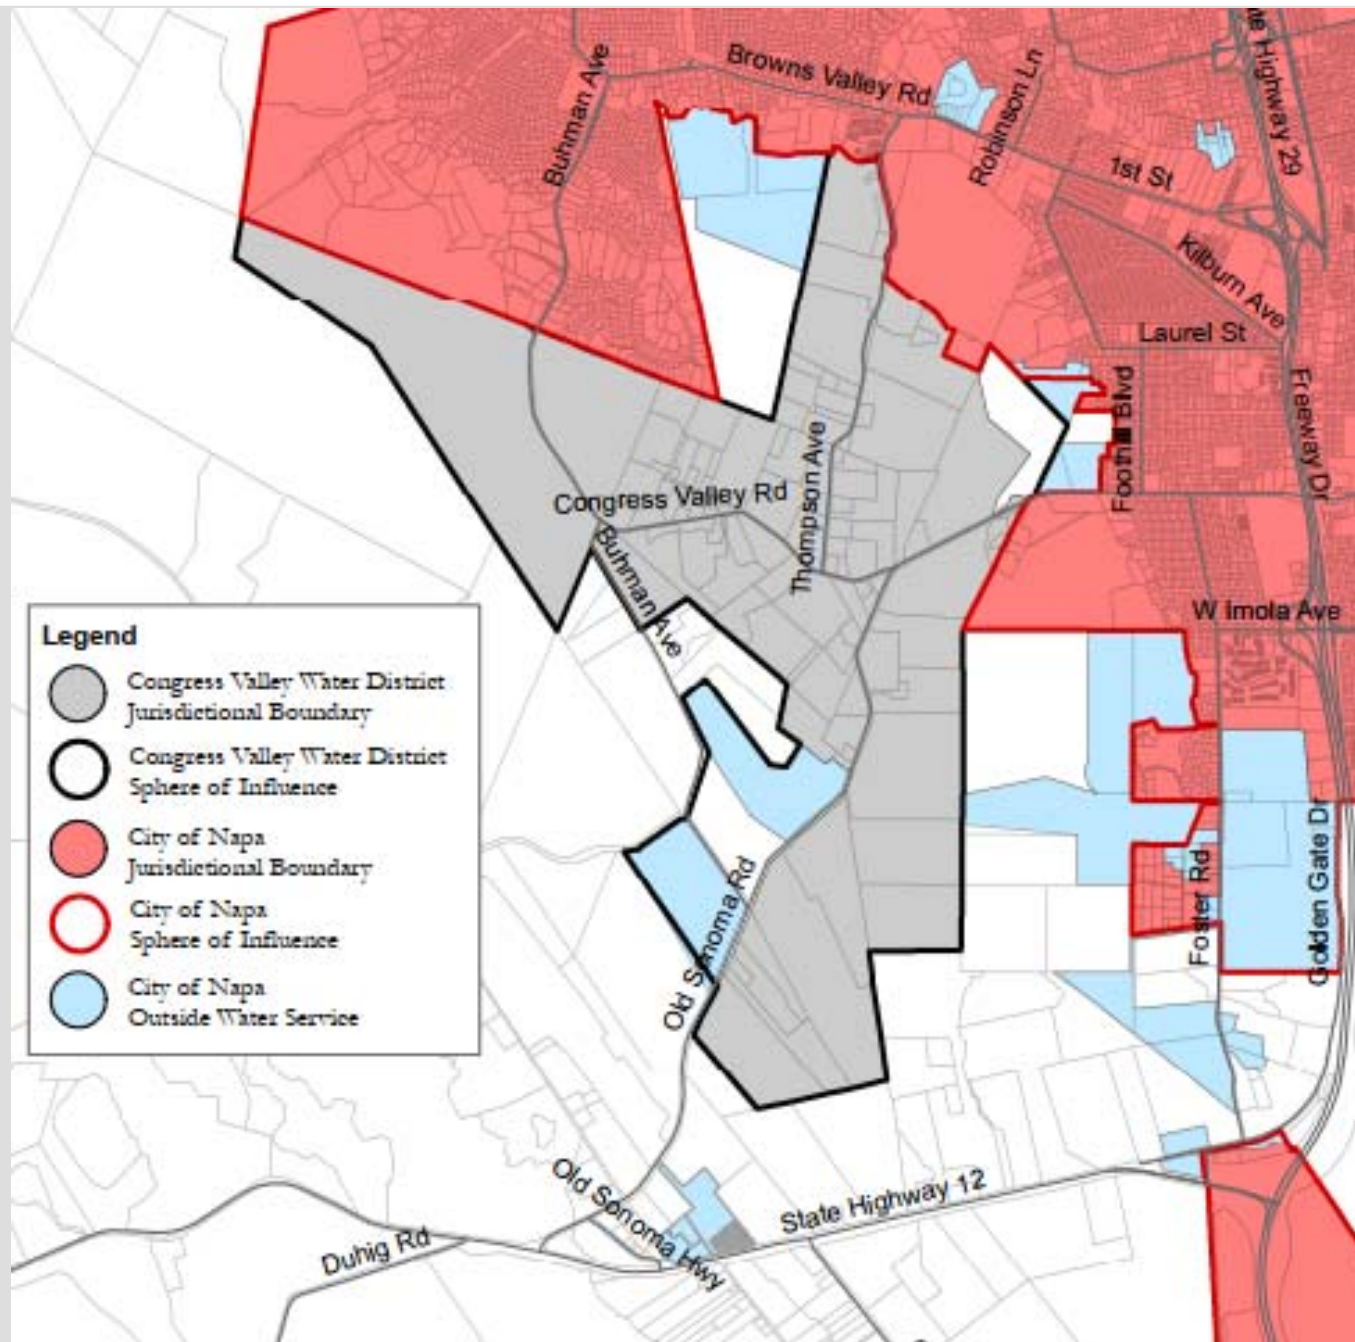 Browns Valley Rd
Buhman Ave
Robinson Ln
Highway 29
1st St
Kilburn Ave
Laurel St
Foothill Blvd
Freeway Dr
Thompson Ave
Congress Valley Rd
Buhman Ave
W Imola Ave
Legend
Congress Valley Water District
Jurisdictional Boundary
Congress Valley Water District
Sphere of Influence
City of Napa
Jurisdictional Boundary
City of Napa
Sphere of Influence
City of Napa
Outside Water Service
Golden Gate Dr
Foster Rd
Old Sonoma Rd
Old Sonoma Hwy
State Highway 12
Duhig Rd